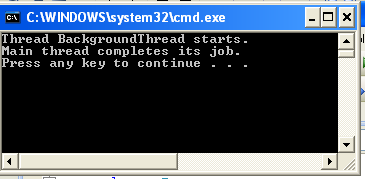 C:\WINDOWS\system32\cmd.exe
Thread BackgroundThread starts.
Main thread completes its job.
Press any key to continue . . .